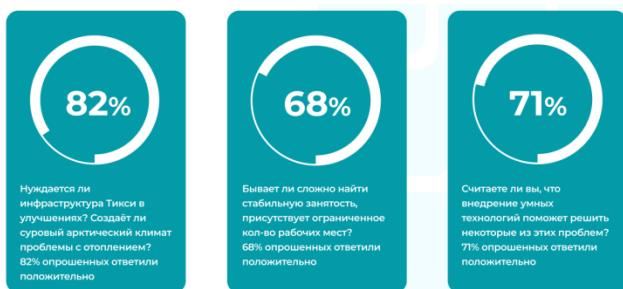 82%
Нуждается ли
инфраструктура Тикси в
улучшениях? Создаёт ли
суровый арктический климат
проблемы с отоплением?
82% опрошенных ответили
положительно
68%
Бывает ли сложно найти
стабильную занятость,
присутствует ограниченное
кол-во рабочих мест?
68% опрошенных ответили
положительно
71%
Считаете ли вы, что
внедрение умных
технологий поможет решить
некоторые из этих проблем?
71% опрошенных ответили
положительно